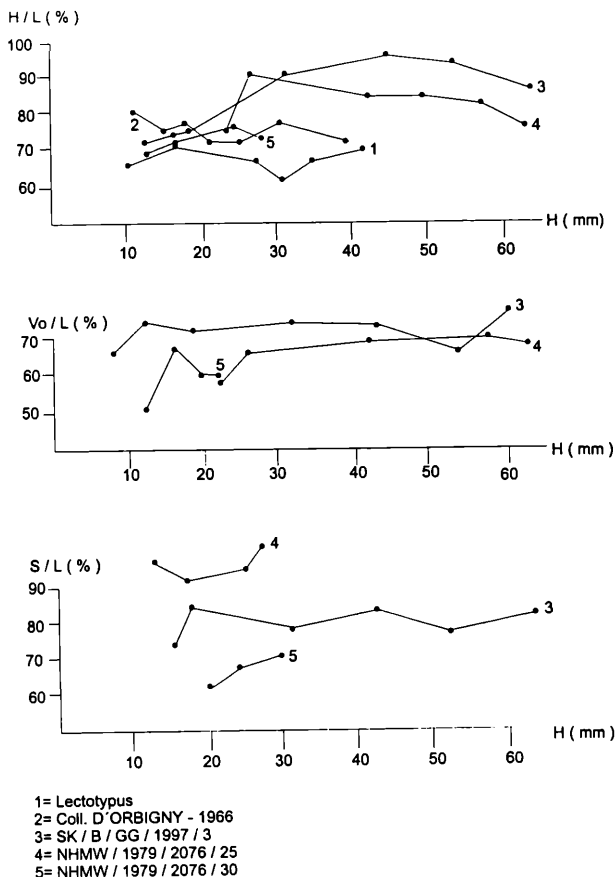 H / L ( % )
100
90
80
70
60
2
5
1
3
4
10 20 30 40 50 60 H ( mm)
Vo / L ( % )
70
60
50
5
3
4
10 20 30 40 50 60 H ( mm )
S / L ( % )
90
80
70
60
4
3
5
10 20 30 40 50 60 H ( mm )
1= Lectotypus
2= Coll. D´ORBIGNY - 1966
3= SK / B / GG / 1997 / 3
4= NHMW / 1979 / 2076 / 25
5= NHMW / 1979 / 2076 / 30